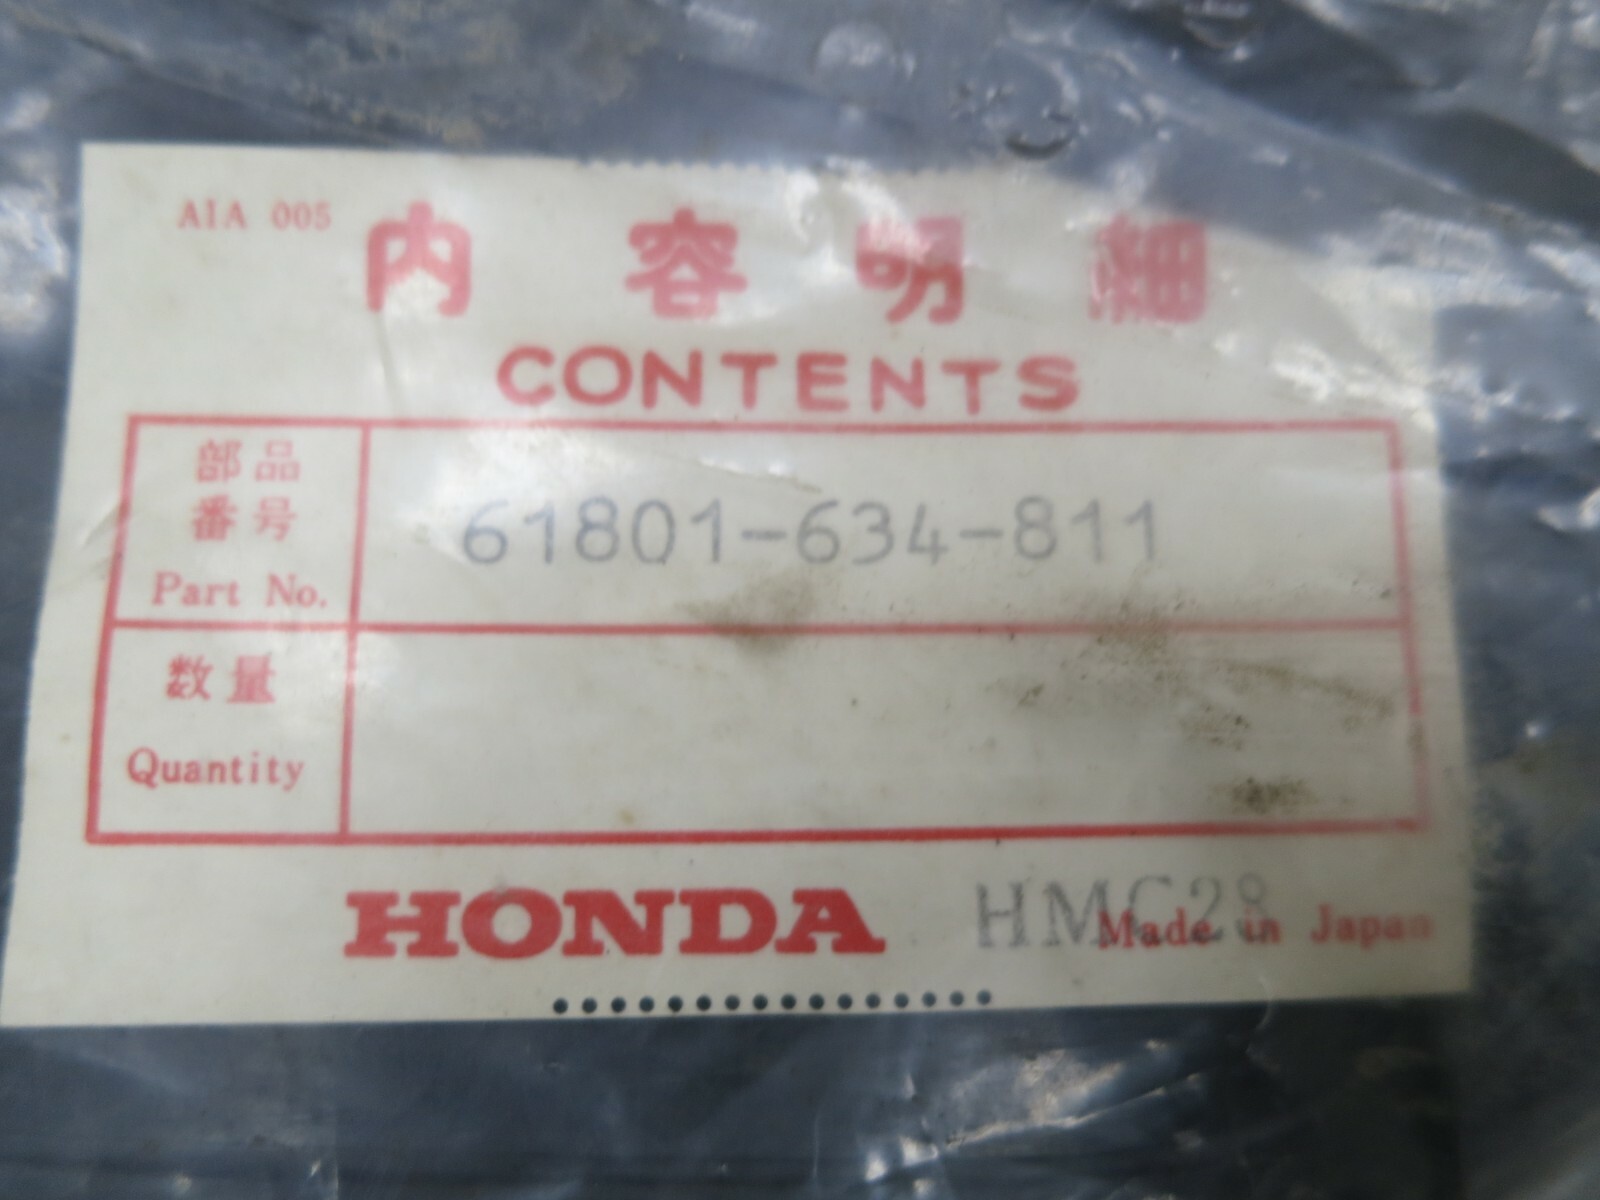 AIA 005
内容明細
CONTENTS
部品
番号
Part No.
61801-634-811
数量
Quantity
HONDA
HMC28
Made in Japan